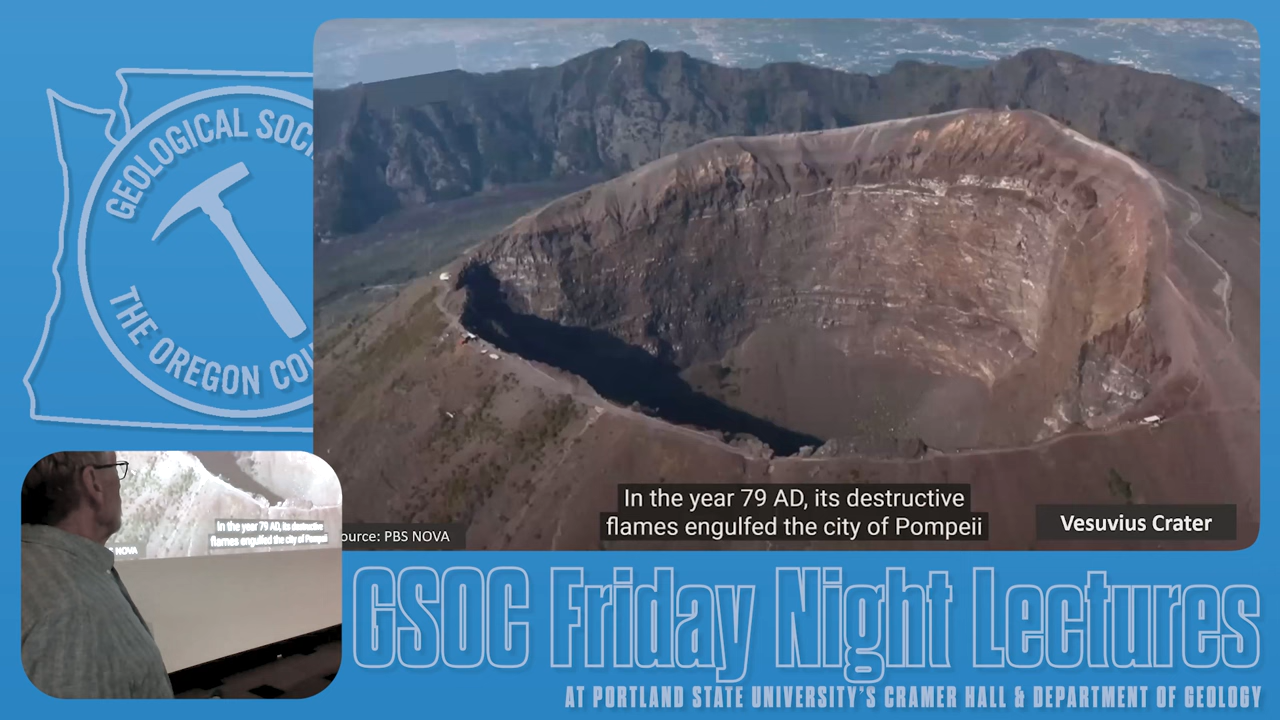 GEOLOGICAL SOCI
THE OREGON COU
In the year 79 AD, its destructive
flames engulfed the city of Pompeii
Vesuvius Crater
ource: PBS NOVA
In the year 79 AD, its destructive
flames engulfed the city of Pompeii
NOVA
GSOC Friday Night Lectures
AT PORTLAND STATE UNIVERSITY'S CRAMER HALL & DEPARTMENT OF GEOLOGY